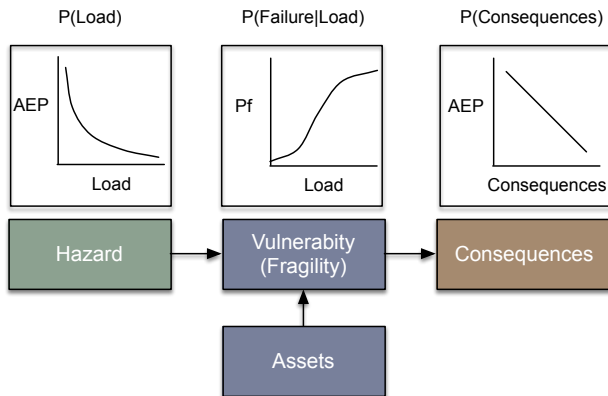 P(Load)
P(Failure|Load)
P(Consequences)
AEP
Load
Pf
Load
AEP
Consequences
Hazard
Vulnerabity
(Fragility)
Consequences
Assets